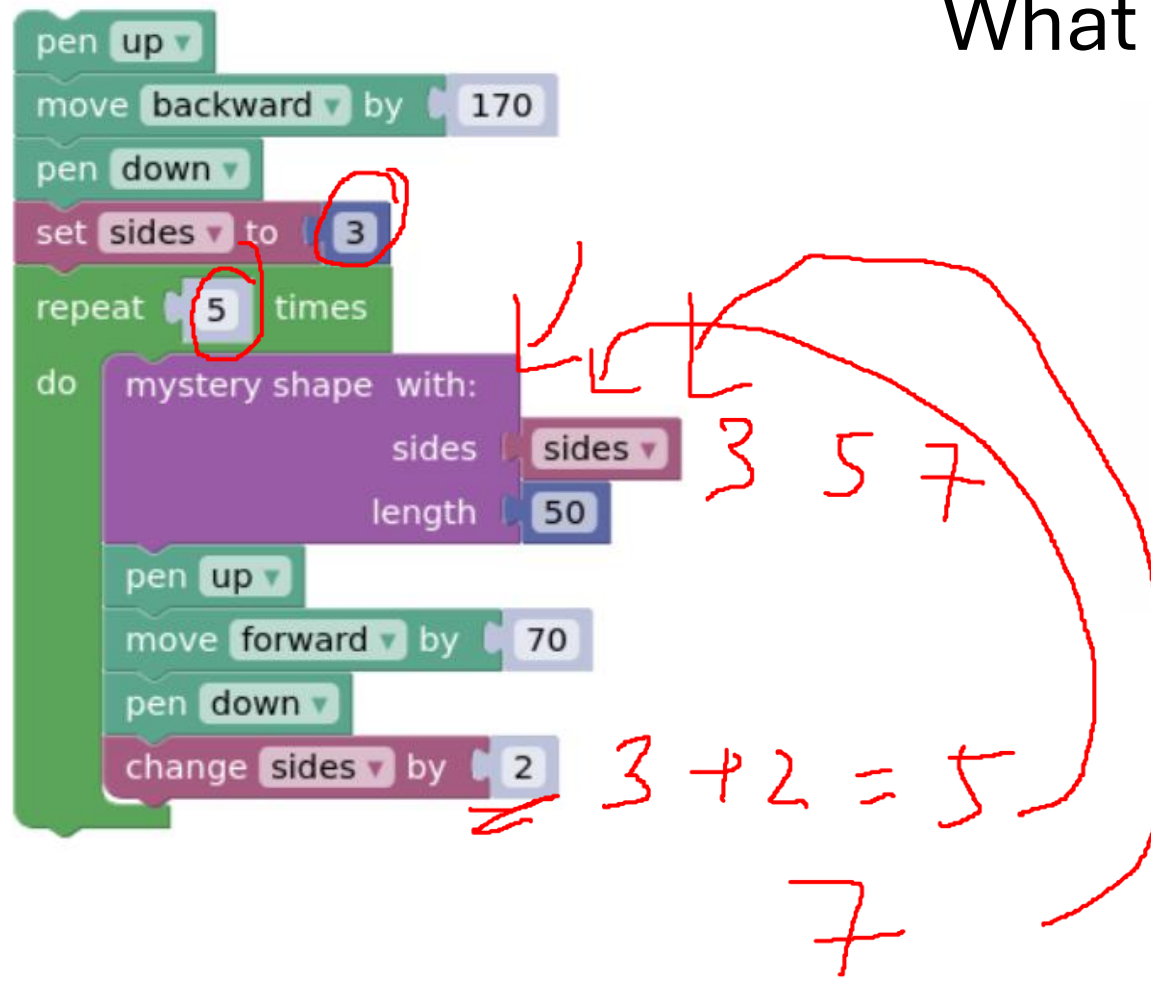 What
pen up ▾
move backward ▾ by 170
pen down ▾
set sides ▾ to 3
repeat 5 times
do mystery shape with:
sides sides ▾ 3 5 7
length 50
pen up ▾
move forward ▾ by 70
pen down ▾
change sides ▾ by 2 3 + 2 = 5
7